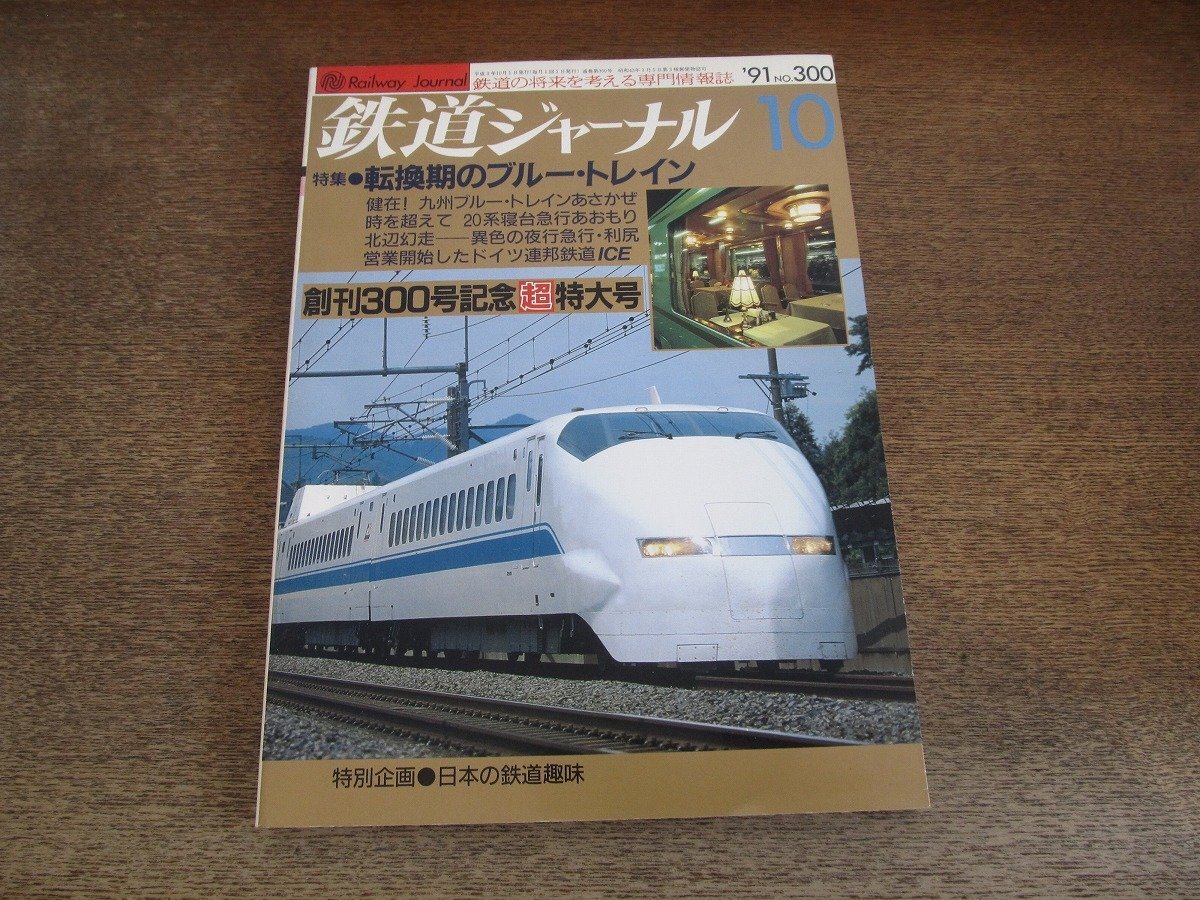 Railway Journal
鉄道の将来を考える専門情報誌
'91 NO.300
鉄道ジャーナル 10
特集●転換期のブルー・トレイン
健在! 九州ブルー・トレインあさかぜ
時を超えて 20系寝台急行あおもり
北辺幻走――異色の夜行急行・利尻
営業開始したドイツ連邦鉄道ICE
創刊300号記念超特大号
特別企画●日本の鉄道趣味